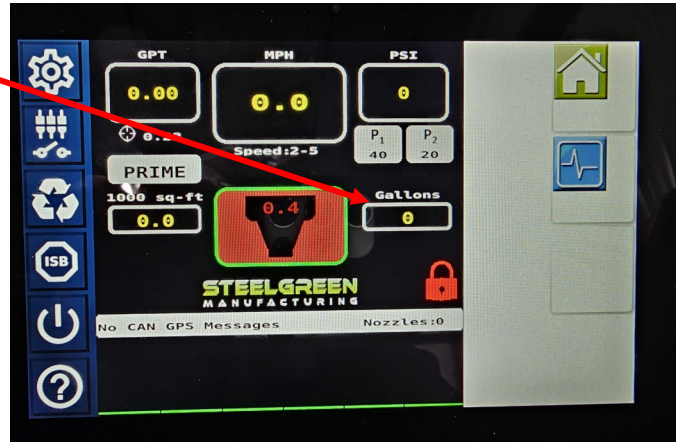 GPT MPH PSI
0.00 0.0 0
Speed:2-5
P1 40 P2 20
PRIME
1000 sq-ft
0.0
0.4
Gallons
0
ISB
STEELGREEN
MANUFACTURING
No CAN GPS Messages Nozzles:0
?